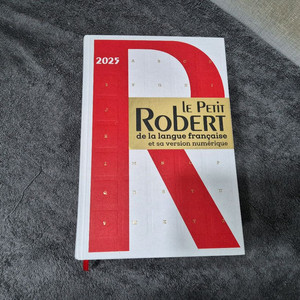 2025
Le Petit
Robert
de la langue française
et sa version numérique
R